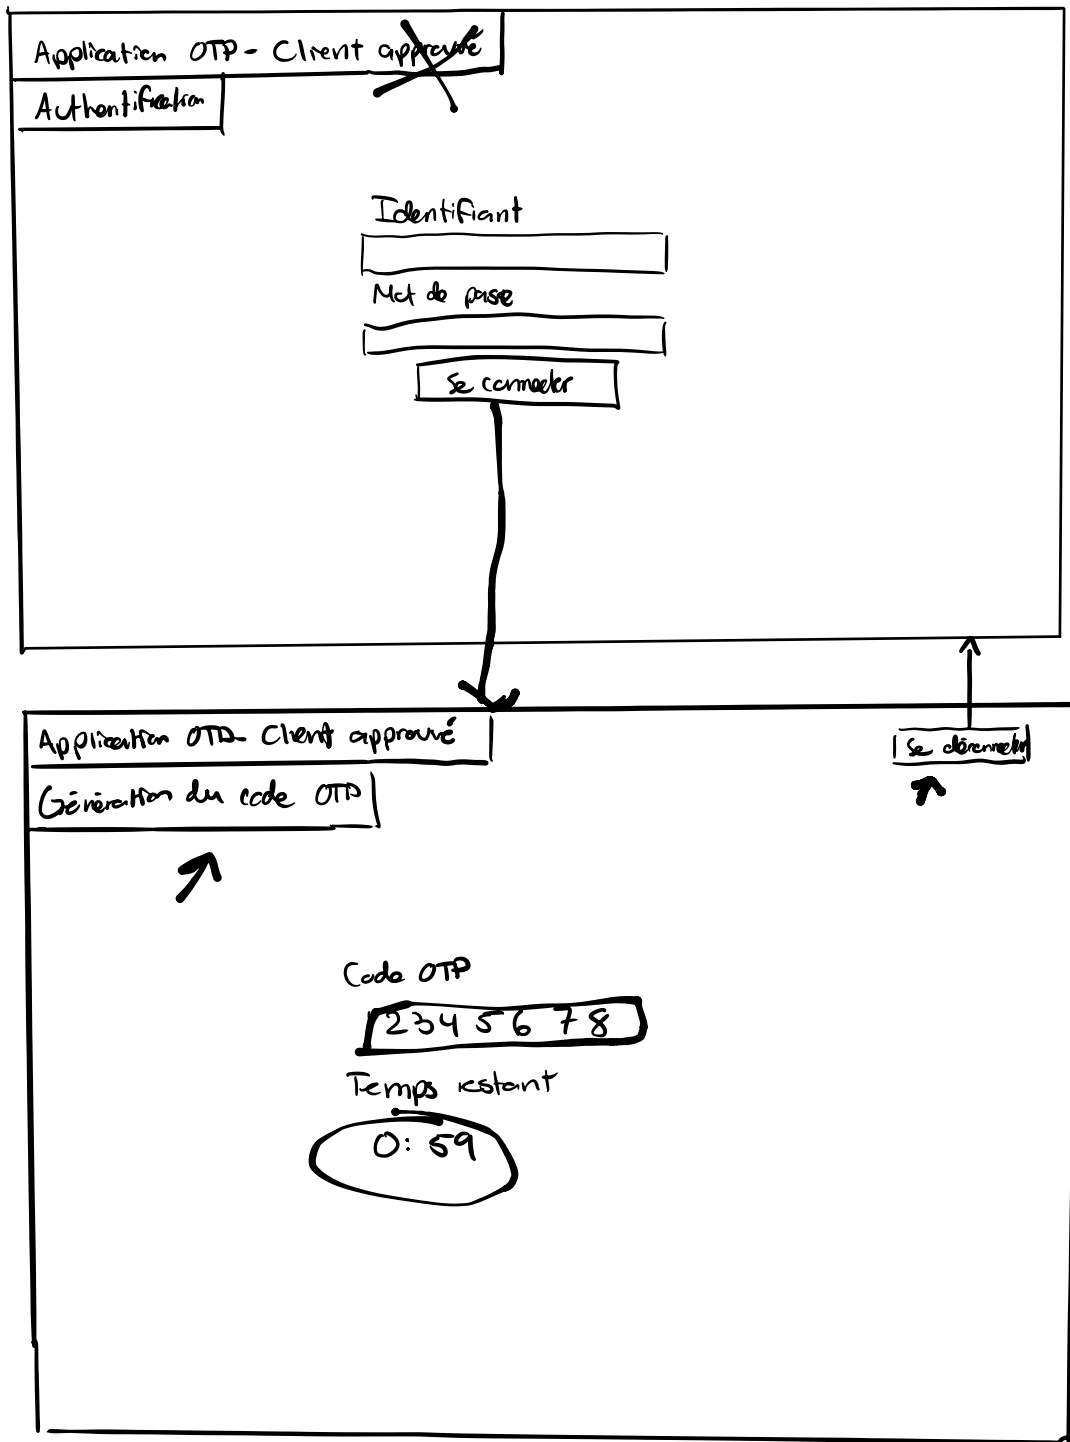 Application OTP - Client approuvé
Authentification
Identifiant
Mot de passe
Se connecter
Application OTP - Client approuvé
Se déconnecter
Génération du code OTP
Code OTP
2345678
Temps restant
0:59